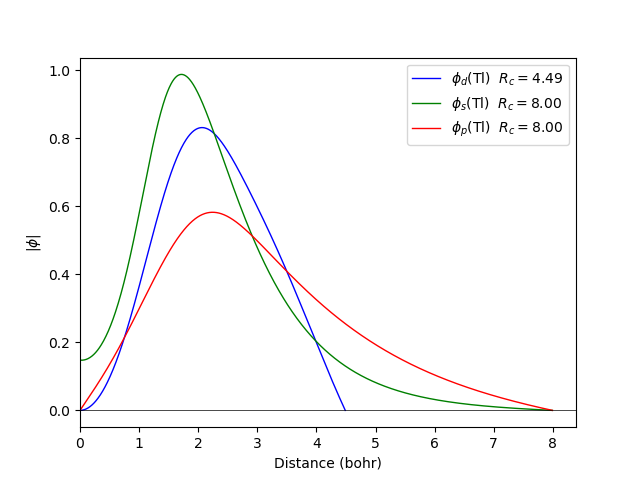 1.0
0.8
0.6
0.4
0.2
0.0
|ϕ|
ϕ_d(Tl) R_c = 4.49
ϕ_s(Tl) R_c = 8.00
ϕ_p(Tl) R_c = 8.00
0 1 2 3 4 5 6 7 8
Distance (bohr)